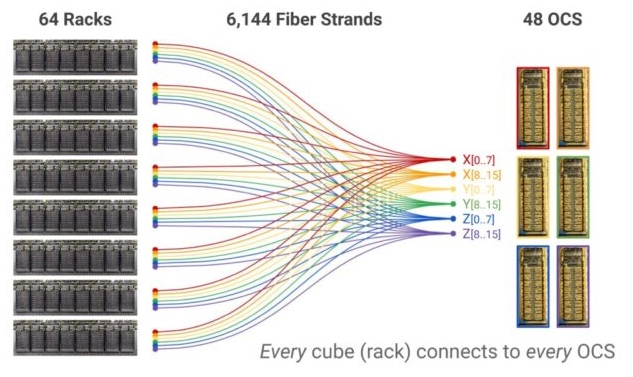 64 Racks
6,144 Fiber Strands
48 OCS
X[0..7]
X[8..15]
Y[0..7]
Y[8..15]
Z[0..7]
Z[8..15]
Every cube (rack) connects to every OCS